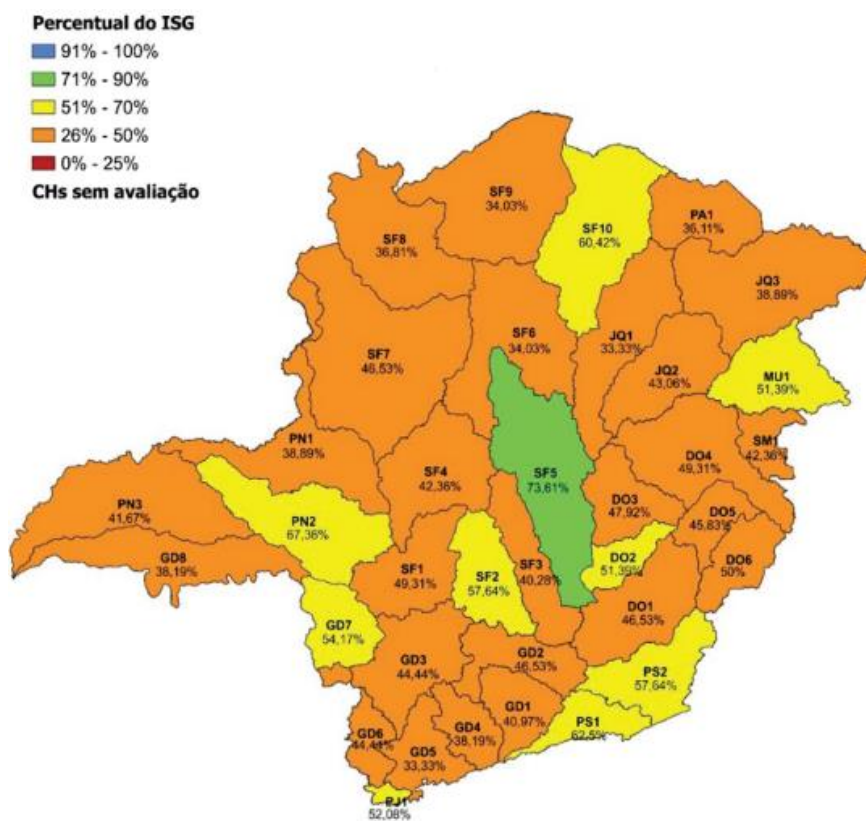 Percentual do ISG
91% - 100%
71% - 90%
51% - 70%
26% - 50%
0% - 25%
CHs sem avaliação
SF9
34,03%
SF10
60,42%
PA1
36,11%
SF8
36,81%
JQ3
38,89%
SF6
34,03%
JQ1
33,33%
SF7
46,53%
JQ2
43,06%
MU1
51,39%
PN1
38,89%
SF4
42,36%
SF5
73,61%
DO4
49,31%
SM1
42,36%
PN3
41,67%
PN2
67,36%
DO3
47,92%
DO5
45,83%
GD8
38,19%
SF1
49,31%
SF2
57,64%
SF3
40,28%
DO2
51,39%
DO6
50%
DO1
46,53%
GD7
54,17%
GD3
44,44%
GD2
46,53%
PS2
57,64%
GD1
40,97%
PS1
62,5%
GD6
44,44%
GD4
38,19%
GD5
33,33%
PJ1
52,08%